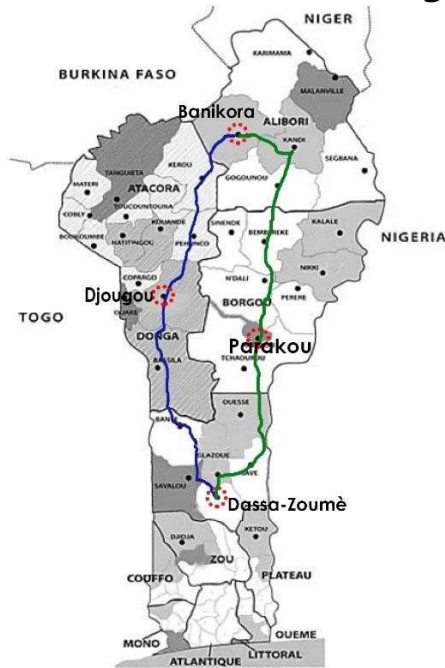 NIGER
KARIMAMA
BURKINA FASO
MALANVILLE
Banikora
ALIBORI
KANDI
KEROU
SEGBANA
TANGUIETA
MATERI
ATACORA
GOGOUNOU
TOUCOUNTOUNA
COBLY
KOUANDE
SINENDE
KALALE
BOUKOUMBE
NATITINGOU
PEHUNCO
BEMBEREKE
NIGERIA
NIKKI
COPARGO
N'DALI
Djougou
BORGOU
PERERE
TOGO
OUAKE
DONGA
Parakou
BASSILA
TCHAOUROU
OUESSE
BANTE
GLAZOUE
SAVE
SAVALOU
Dassa-Zoumè
DJIDJA
KETOU
ZOU
COUFFO
PLATEAU
MONO
OUEME
LITTORAL
ATLANTIQUE